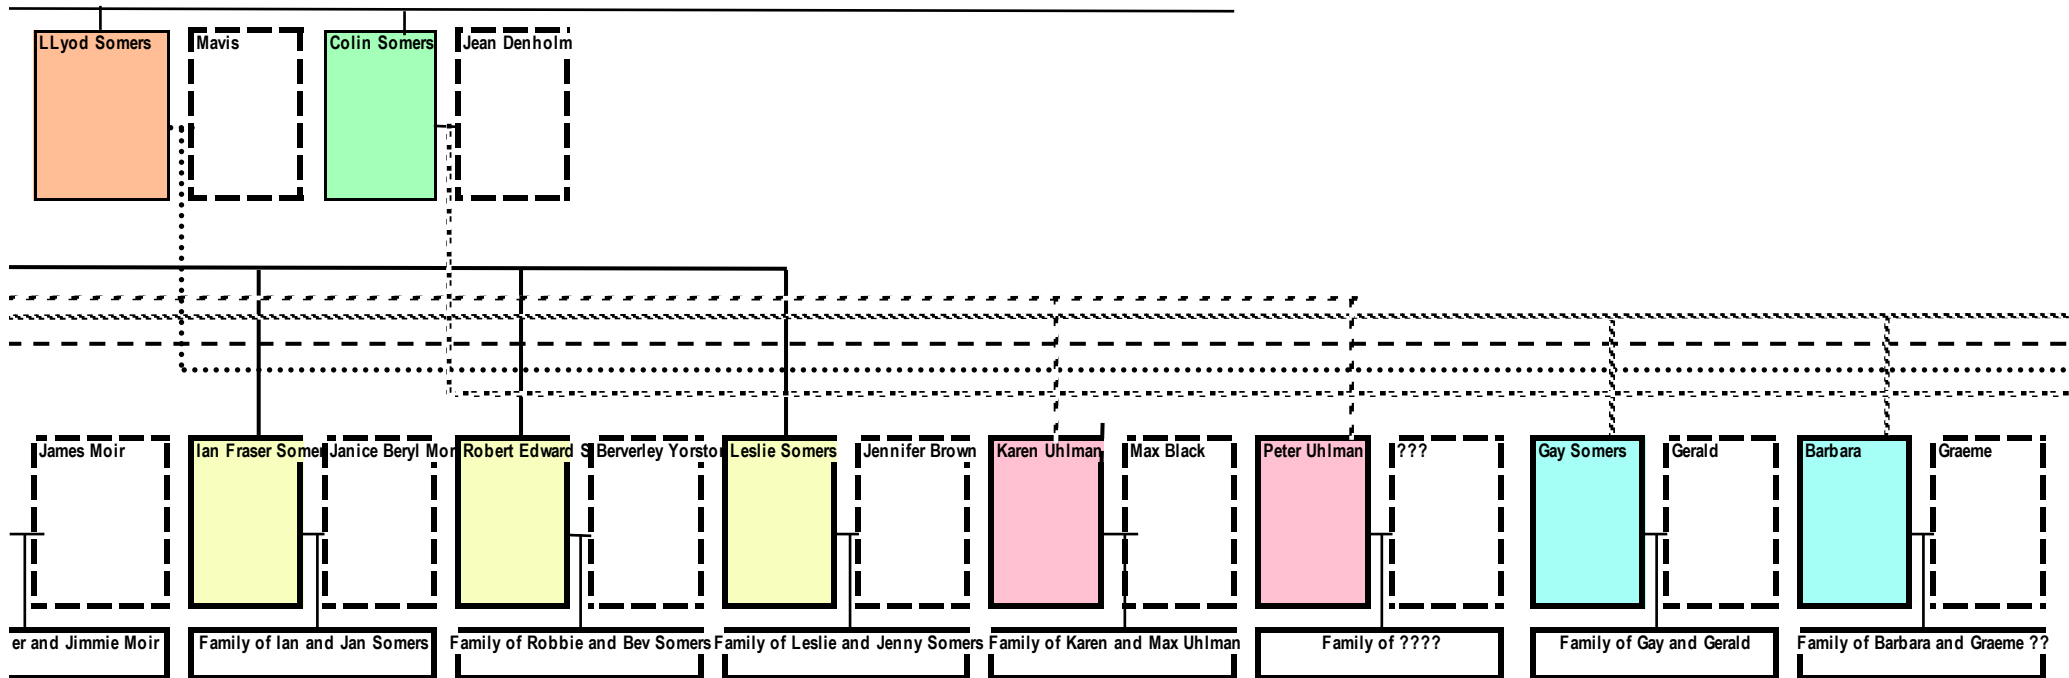 LLyod Somers
Mavis
Colin Somers
Jean Denholm
James Moir
Ian Fraser Somer
Janice Beryl Mor
Robert Edward S
Berverley Yorston
Leslie Somers
Jennifer Brown
Karen Uhlman
Max Black
Peter Uhlman
???
Gay Somers
Gerald
Barbara
Graeme
er and Jimmie Moir
Family of Ian and Jan Somers
Family of Robbie and Bev Somers
Family of Leslie and Jenny Somers
Family of Karen and Max Uhlman
Family of ????
Family of Gay and Gerald
Family of Barbara and Graeme ??